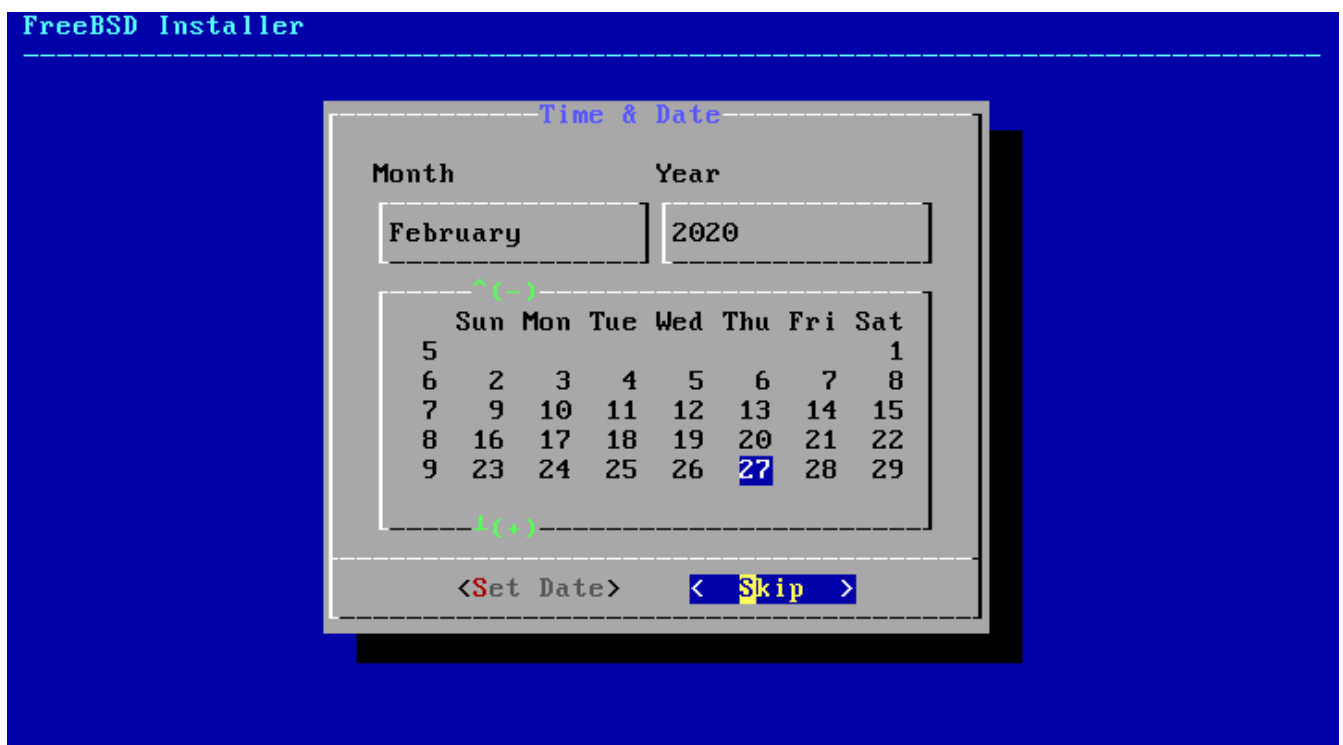 FreeBSD Installer
Time & Date
Month Year
February 2020
^(-)
Sun Mon Tue Wed Thu Fri Sat
5 1
6 2 3 4 5 6 7 8
7 9 10 11 12 13 14 15
8 16 17 18 19 20 21 22
9 23 24 25 26 27 28 29
┴(+)
<Set Date> < Skip >